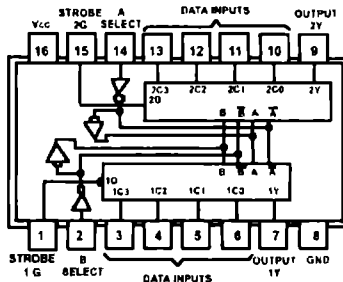 STROBE A DATA INPUTS OUTPUT
Vcc 2G SELECT 2Y
16 15 14 13 12 11 10 9
2C3 2C2 2C1 2C0 2Y
2G
B B A A
B B A A
1G
1C3 1C2 1C1 1C0 1Y
1 2 3 4 5 6 7 8
STROBE B OUTPUT GND
1 G SELECT DATA INPUTS 1Y